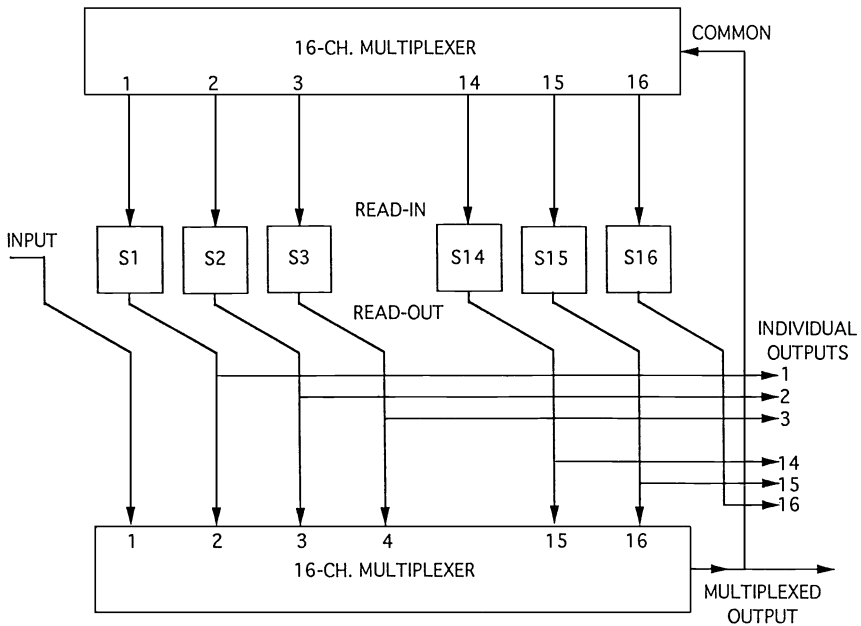 16-CH. MULTIPLEXER
COMMON
1 2 3 14 15 16
READ-IN
INPUT
S1 S2 S3 S14 S15 S16
READ-OUT
INDIVIDUAL
OUTPUTS
1
2
3
14
15
16
1 2 3 4 15 16
16-CH. MULTIPLEXER
MULTIPLEXED
OUTPUT